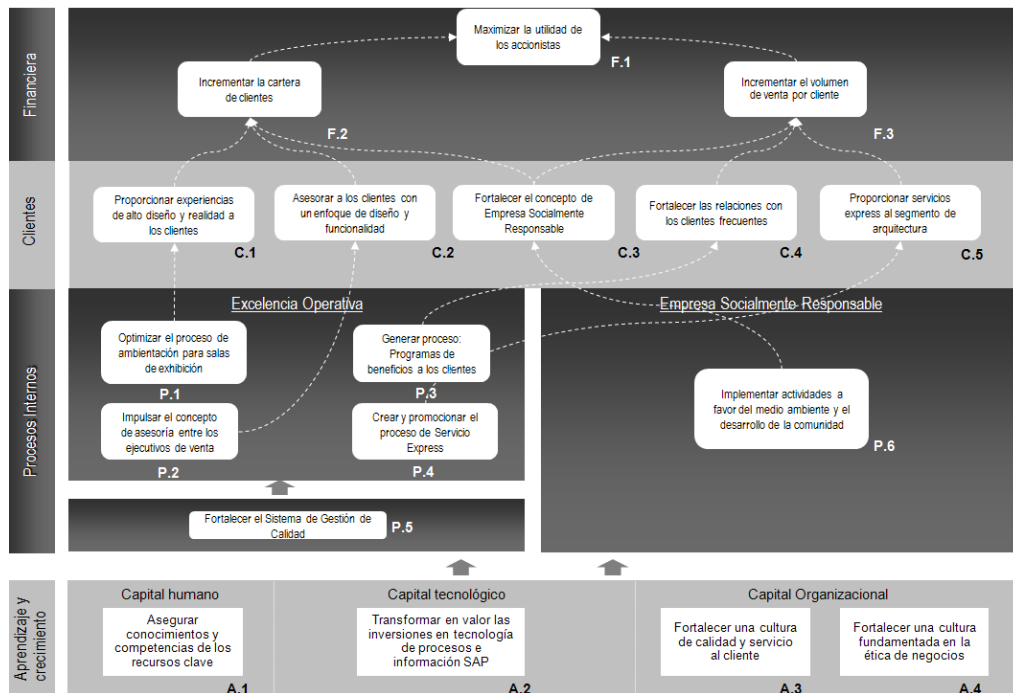 Financiera
Maximizar la utilidad de
los accionistas
F.1
Incrementar la cartera
de clientes
F.2
Incrementar el volumen
de venta por cliente
F.3
Clientes
Proporcionar experiencias
de alto diseño y realidad a
los clientes
C.1
Asesorar a los clientes con
un enfoque de diseño y
funcionalidad
C.2
Fortalecer el concepto de
Empresa Socialmente
Responsable
C.3
Fortalecer las relaciones con
los clientes frecuentes
C.4
Proporcionar servicios
express al segmento de
arquitectura
C.5
Procesos Internos
Excelencia Operativa
Optimizar el proceso de
ambientación para salas
de exhibición
P.1
Generar proceso:
Programas de
beneficios a los clientes
P.3
Impulsar el concepto
de asesoría entre los
ejecutivos de venta
P.2
Crear y promocionar el
proceso de Servicio
Express
P.4
Fortalecer el Sistema de Gestión de
Calidad
P.5
Empresa Socialmente Responsable
Implementar actividades a
favor del medio ambiente y el
desarrollo de la comunidad
P.6
Aprendizaje y
crecimiento
Capital humano
Asegurar
conocimientos y
competencias de los
recursos clave
A.1
Capital tecnológico
Transformar en valor las
inversiones en tecnología
de procesos e
información SAP
A.2
Capital Organizacional
Fortalecer una cultura
de calidad y servicio
al cliente
A.3
Fortalecer una cultura
fundamentada en la
ética de negocios
A.4